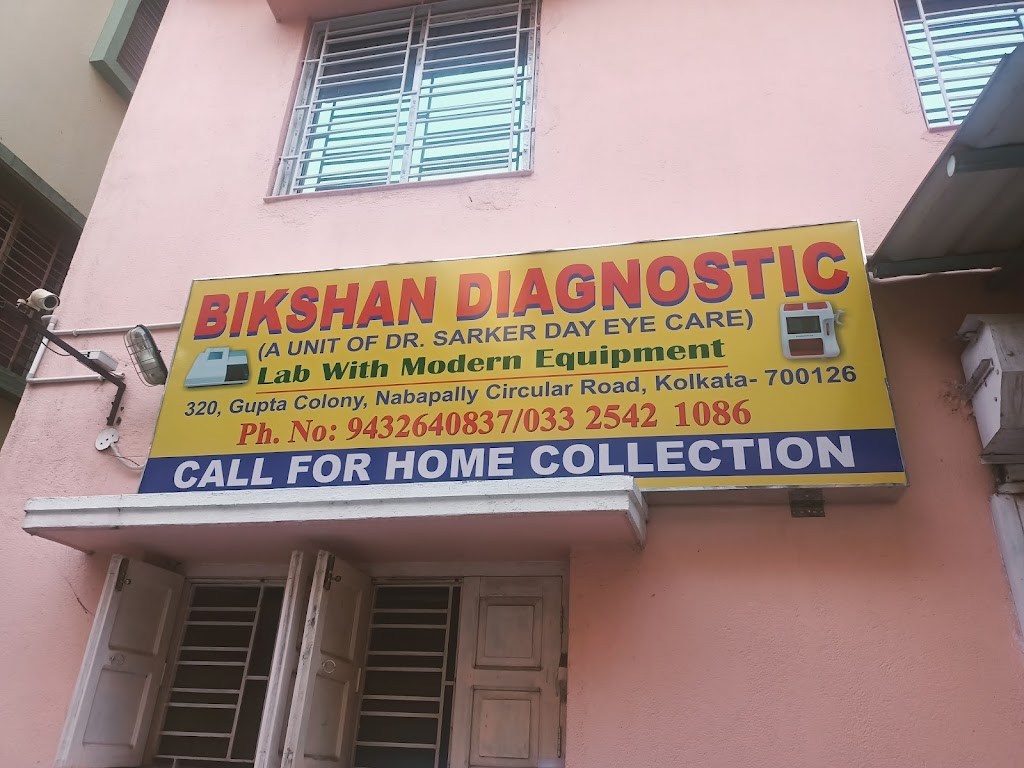 BIKSHAN DIAGNOSTIC
(A UNIT OF DR. SARKER DAY EYE CARE)
Lab With Modern Equipment
320, Gupta Colony, Nabapally Circular Road, Kolkata- 700126
Ph. No: 9432640837/033 2542 1086
CALL FOR HOME COLLECTION